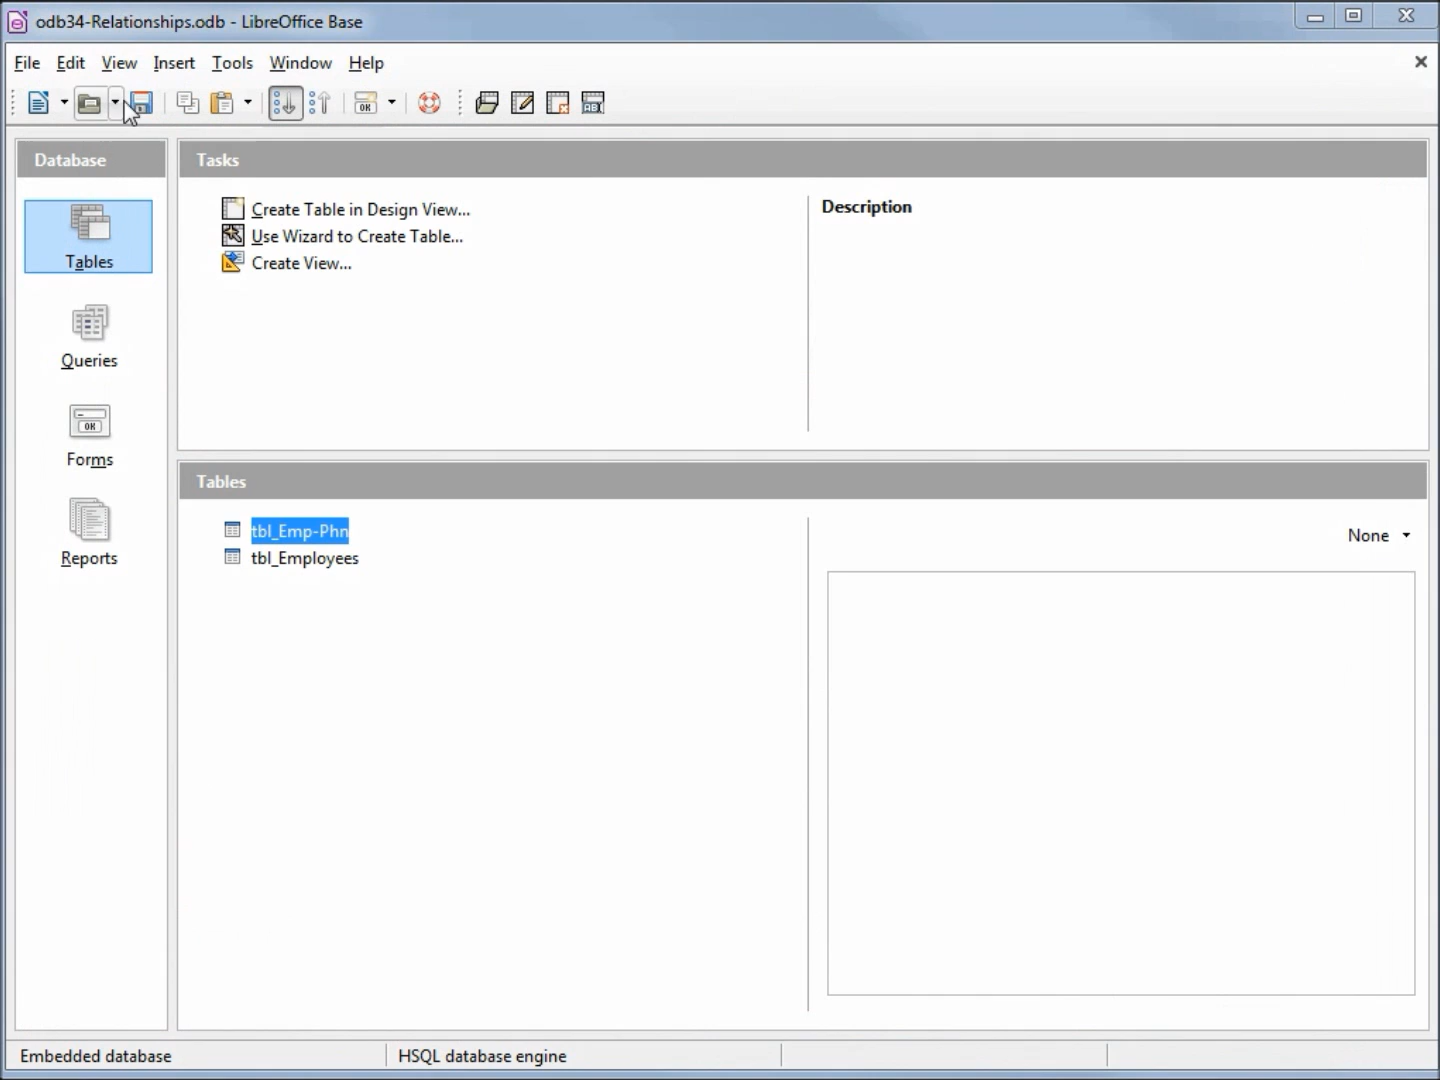 odb34-Relationships.odb - LibreOffice Base
File Edit View Insert Tools Window Help
Database
Tasks
Tables
Queries
Forms
Reports
Create Table in Design View...
Use Wizard to Create Table...
Create View...
Description
Tables
tbl_Emp-Phn
tbl_Employees
None
Embedded database
HSQL database engine